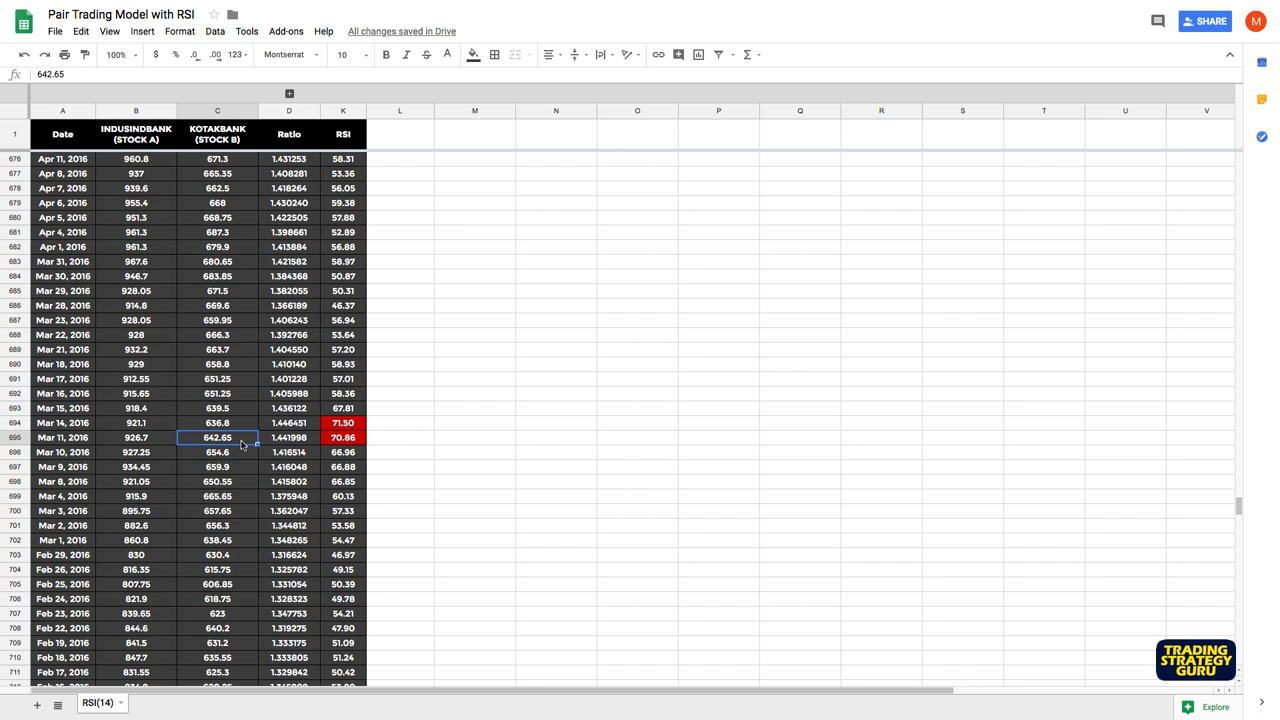 Pair Trading Model with RSI
File Edit View Insert Format Data Tools Add-ons Help All changes saved in Drive
SHARE
M
100% $ % .0 .00 123 Montserrat 10 B I S A
fx 642.65
A B C D K L M N O P Q R S T U V
1 Date INDUSINDBANK (STOCK A) KOTAKBANK (STOCK B) Ratio RSI
676 Apr 11, 2016 960.8 671.3 1.431253 58.31
677 Apr 8, 2016 937 665.35 1.408281 53.36
678 Apr 7, 2016 939.6 662.5 1.418264 56.05
679 Apr 6, 2016 955.4 668 1.430240 59.38
680 Apr 5, 2016 951.3 668.75 1.422505 57.88
681 Apr 4, 2016 961.3 687.3 1.398661 52.89
682 Apr 1, 2016 961.3 679.9 1.413884 56.88
683 Mar 31, 2016 967.6 680.65 1.421582 58.97
684 Mar 30, 2016 946.7 683.85 1.384368 50.87
685 Mar 29, 2016 928.05 671.5 1.382055 50.31
686 Mar 28, 2016 914.8 669.6 1.366189 46.37
687 Mar 23, 2016 928.05 659.95 1.406243 56.94
688 Mar 22, 2016 928 666.3 1.392766 53.64
689 Mar 21, 2016 932.2 663.7 1.404550 57.20
690 Mar 18, 2016 929 658.8 1.410140 58.93
691 Mar 17, 2016 912.55 651.25 1.401228 57.01
692 Mar 16, 2016 915.65 651.25 1.405988 58.36
693 Mar 15, 2016 918.4 639.5 1.436122 67.81
694 Mar 14, 2016 921.1 636.8 1.446451 71.50
695 Mar 11, 2016 926.7 642.65 1.441998 70.86
696 Mar 10, 2016 927.25 654.6 1.416514 66.96
697 Mar 9, 2016 934.45 659.9 1.416048 66.88
698 Mar 8, 2016 921.05 650.55 1.415802 66.85
699 Mar 4, 2016 915.9 665.65 1.375948 60.13
700 Mar 3, 2016 895.75 657.65 1.362047 57.33
701 Mar 2, 2016 882.6 656.3 1.344812 53.58
702 Mar 1, 2016 860.8 638.45 1.348265 54.47
703 Feb 29, 2016 830 630.4 1.316624 46.97
704 Feb 26, 2016 816.35 615.75 1.325782 49.15
705 Feb 25, 2016 807.75 606.85 1.331054 50.39
706 Feb 24, 2016 821.9 618.75 1.328323 49.78
707 Feb 23, 2016 839.65 623 1.347753 54.21
708 Feb 22, 2016 844.6 640.2 1.319275 47.90
709 Feb 19, 2016 841.5 631.2 1.333175 51.09
710 Feb 18, 2016 847.7 635.55 1.333805 51.24
711 Feb 17, 2016 831.55 625.3 1.329842 50.42
TRADING
STRATEGY
GURU
RSI(14)
Explore